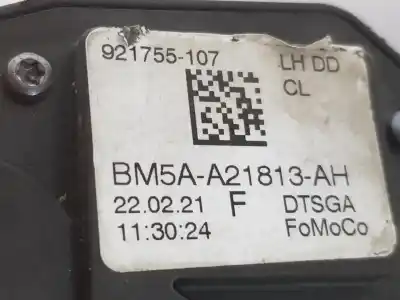 921755-107 LH DD
CL
BM5A-A21813-AH
22.02.21 F DTSGA
11:30:24 FoMoCo